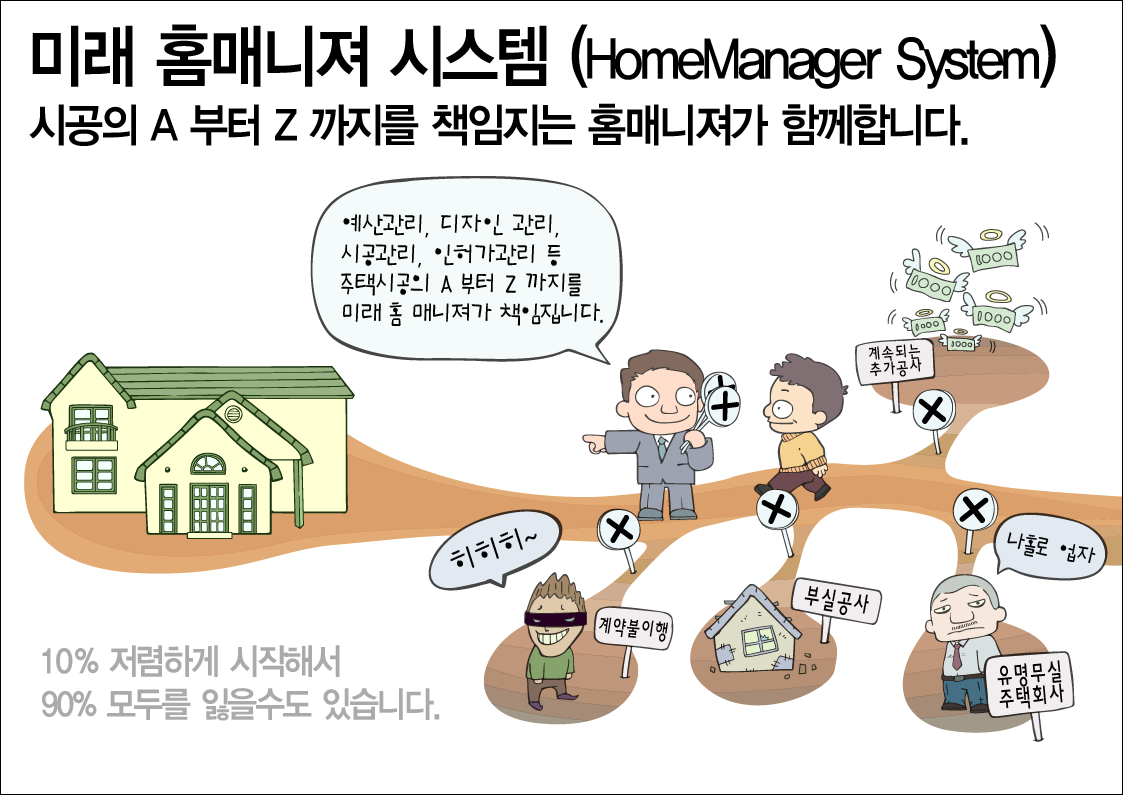 미래 홈매니져 시스템 (HomeManager System)
시공의 A 부터 Z 까지를 책임지는 홈매니져가 함께합니다.
예산관리, 디자인 관리,
시공관리, 인허가관리 등
주택시공의 A 부터 Z 까지를
미래 홈 매니져가 책임집니다.
1000
1000
1000
1000
1000
계속되는
추가공사
히히히~
계약불이행
부실공사
나홀로 업자
유명무실
주택회사
10% 저렴하게 시작해서
90% 모두를 잃을수도 있습니다.